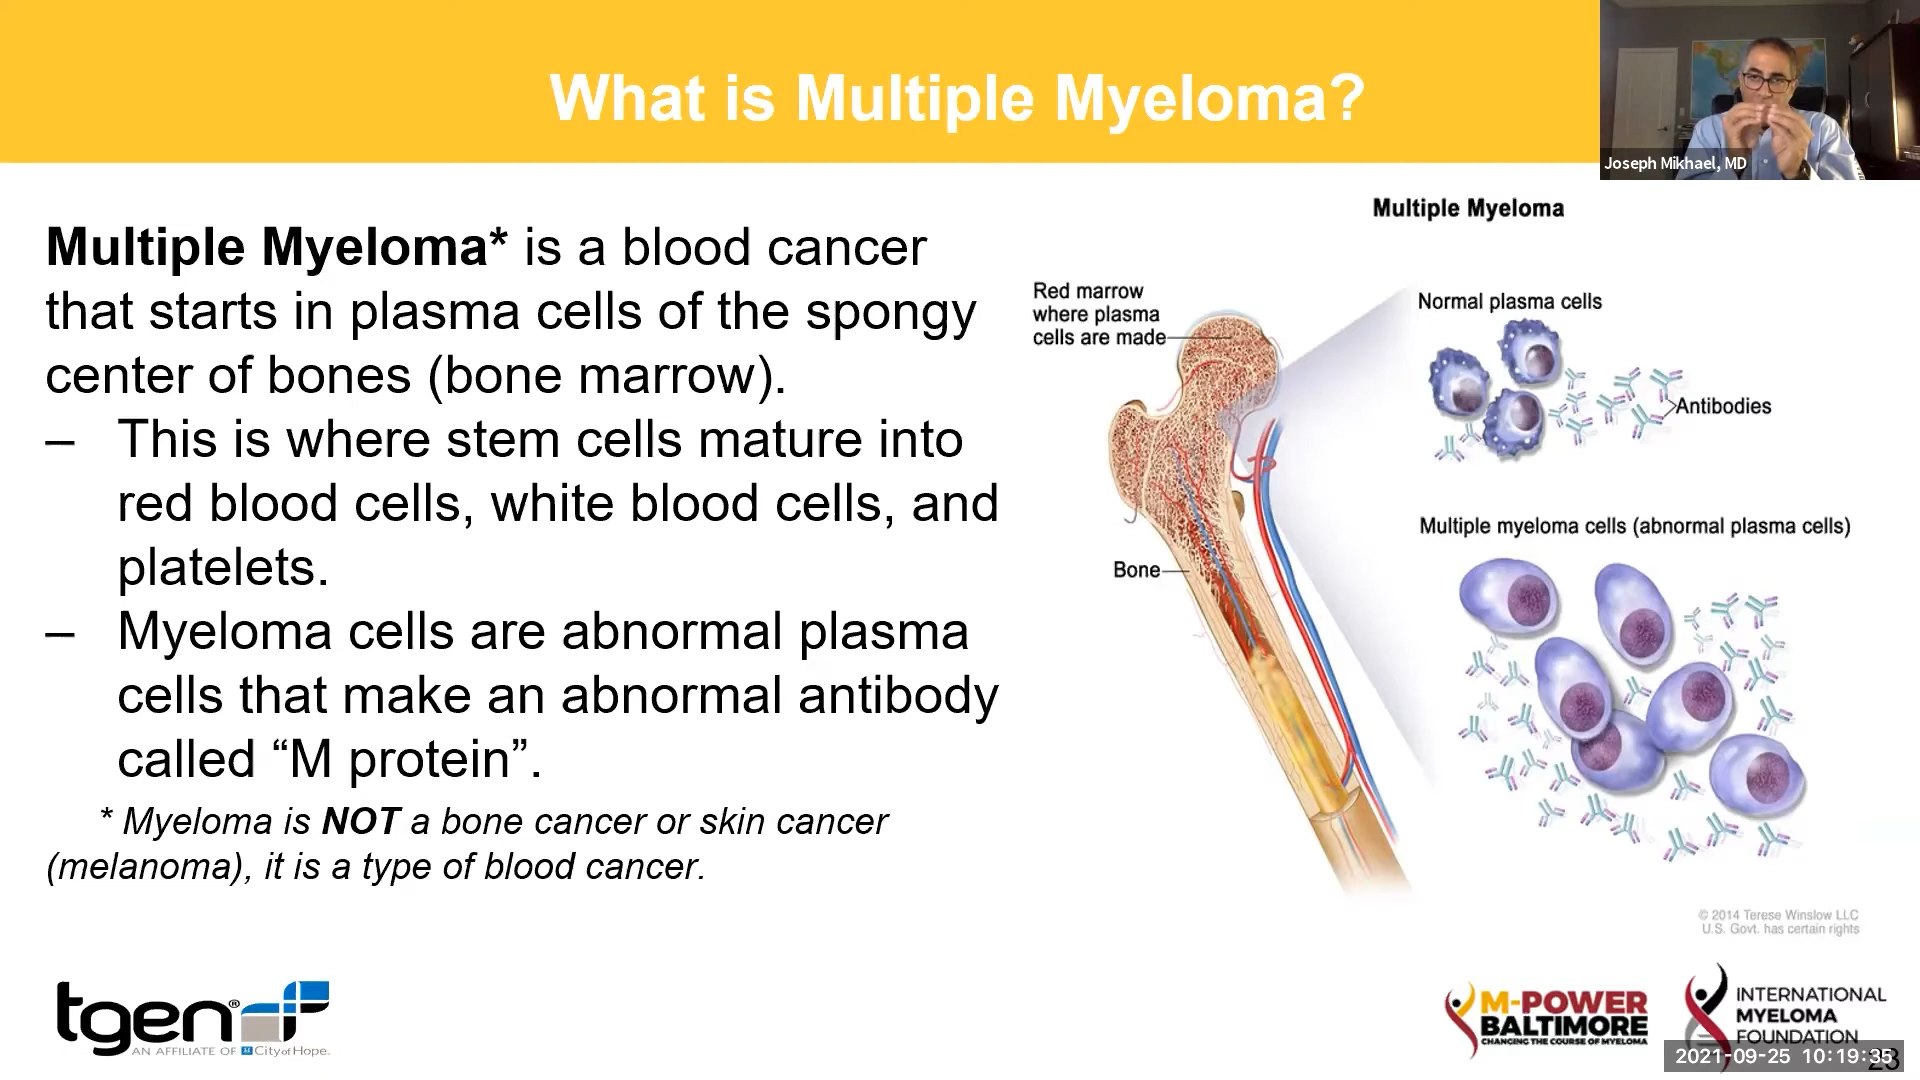 What is Multiple Myeloma?
Joseph Mikhael, MD
Multiple Myeloma* is a blood cancer
that starts in plasma cells of the spongy
center of bones (bone marrow).
– This is where stem cells mature into
red blood cells, white blood cells, and
platelets.
– Myeloma cells are abnormal plasma
cells that make an abnormal antibody
called “M protein”.
* Myeloma is NOT a bone cancer or skin cancer
(melanoma), it is a type of blood cancer.
Multiple Myeloma
Red marrow
where plasma
cells are made
Bone
Normal plasma cells
Antibodies
Multiple myeloma cells (abnormal plasma cells)
© 2014 Terese Winslow LLC
U.S. Govt. has certain rights
tgen®
AN AFFILIATE OF City of Hope.
M-POWER
BALTIMORE
CHANGING THE COURSE OF MYELOMA
INTERNATIONAL
MYELOMA
FOUNDATION
2021-09-25 10:19:35
23